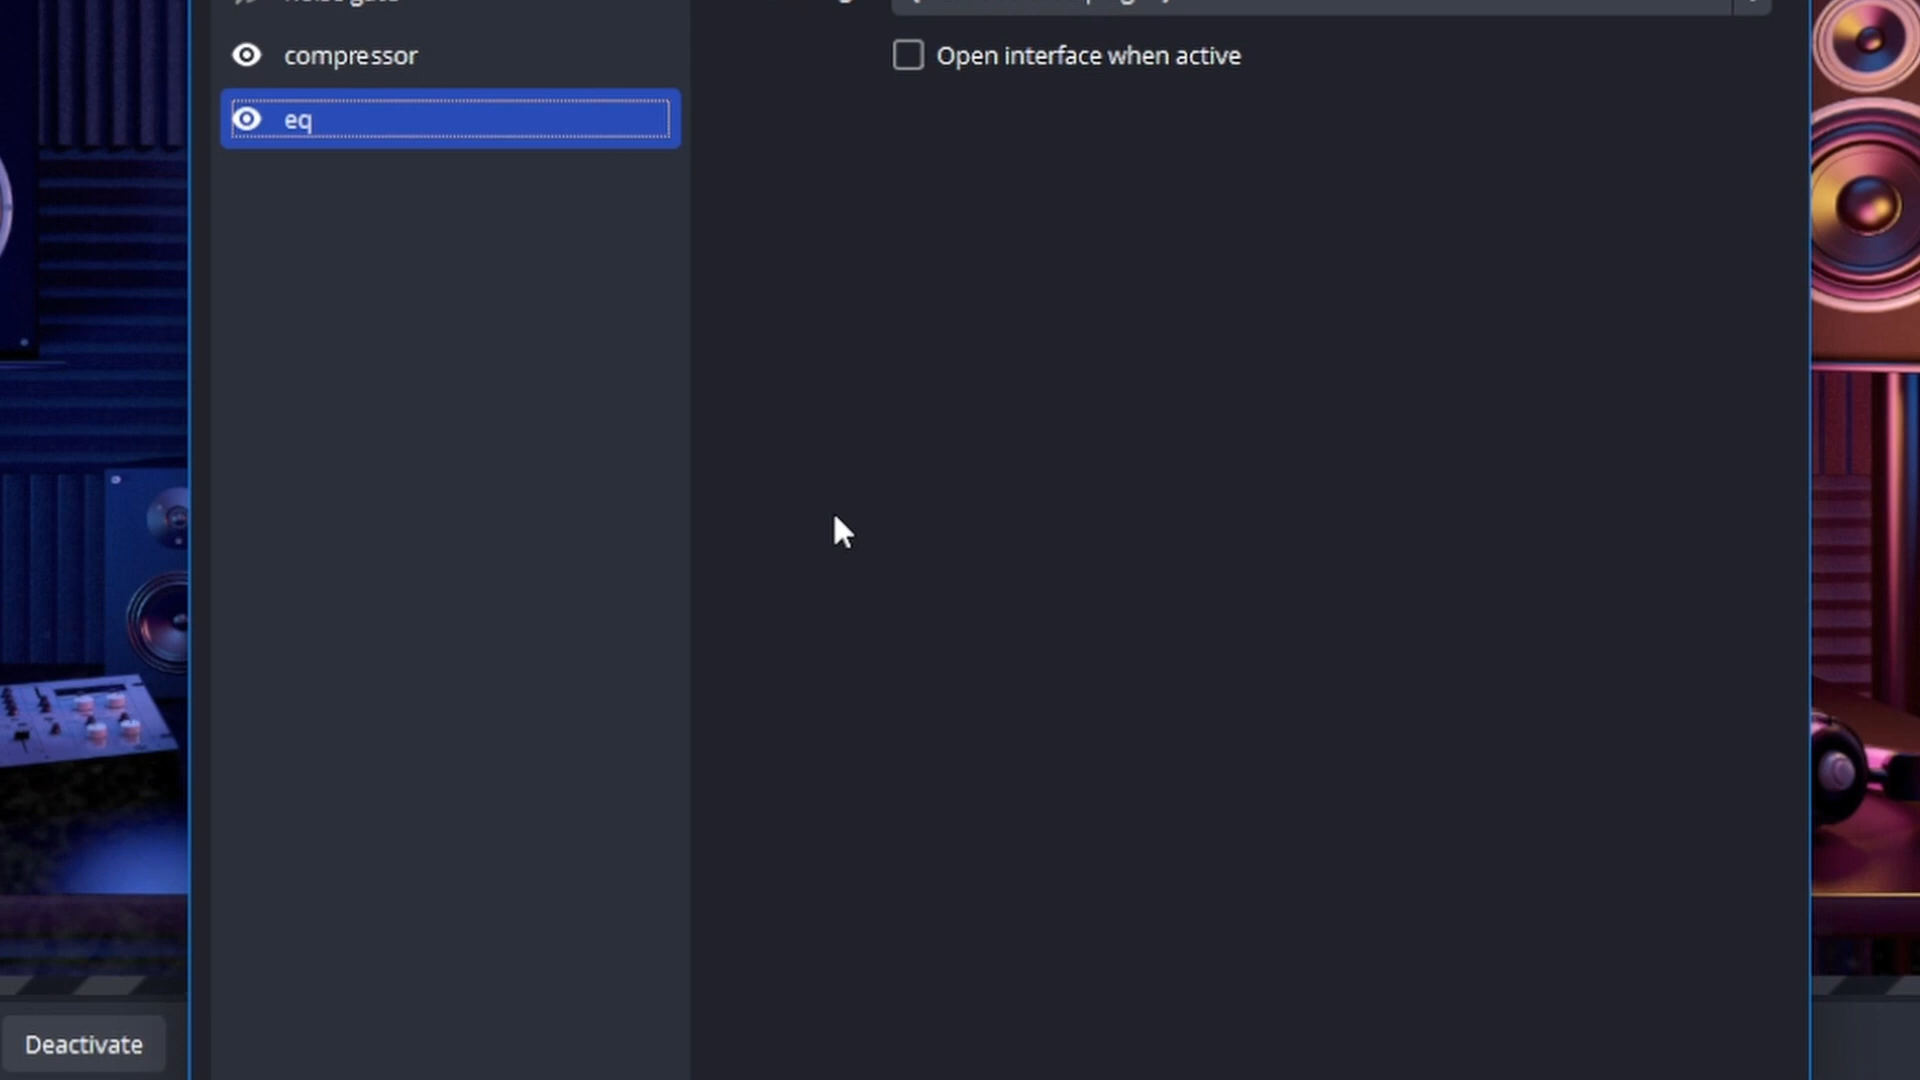 compressor
Open interface when active
eq
Deactivate